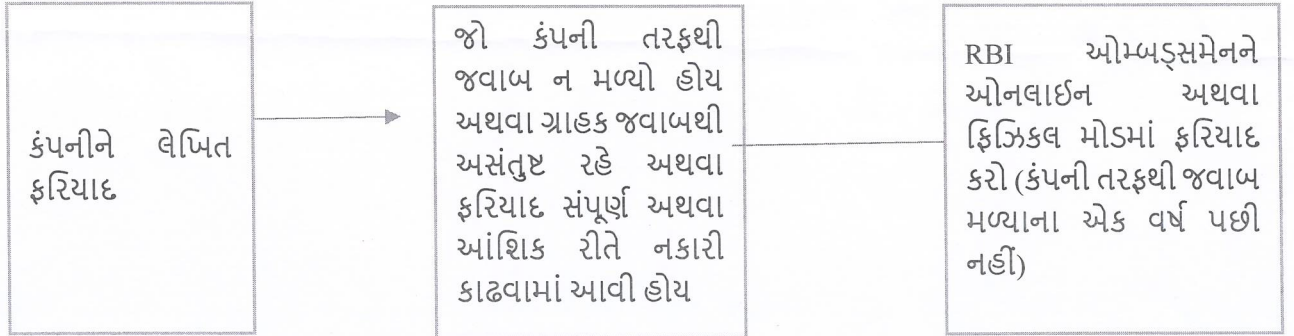 કંપનીને લેખિત
ફરિયાદ
જો કંપની તરફથી
જવાબ ન મળ્યો હોય
અથવા ગ્રાહક જવાબથી
અસંતુષ્ટ રહે અથવા
ફરિયાદ સંપૂર્ણ અથવા
આંશિક રીતે નકારી
કાઢવામાં આવી હોય
RBI ઓમ્બડ્સમેનને
ઓનલાઈન અથવા
ફિઝિકલ મોડમાં ફરિયાદ
કરો (કંપની તરફથી જવાબ
મળ્યાના એક વર્ષ પછી
નહીં)